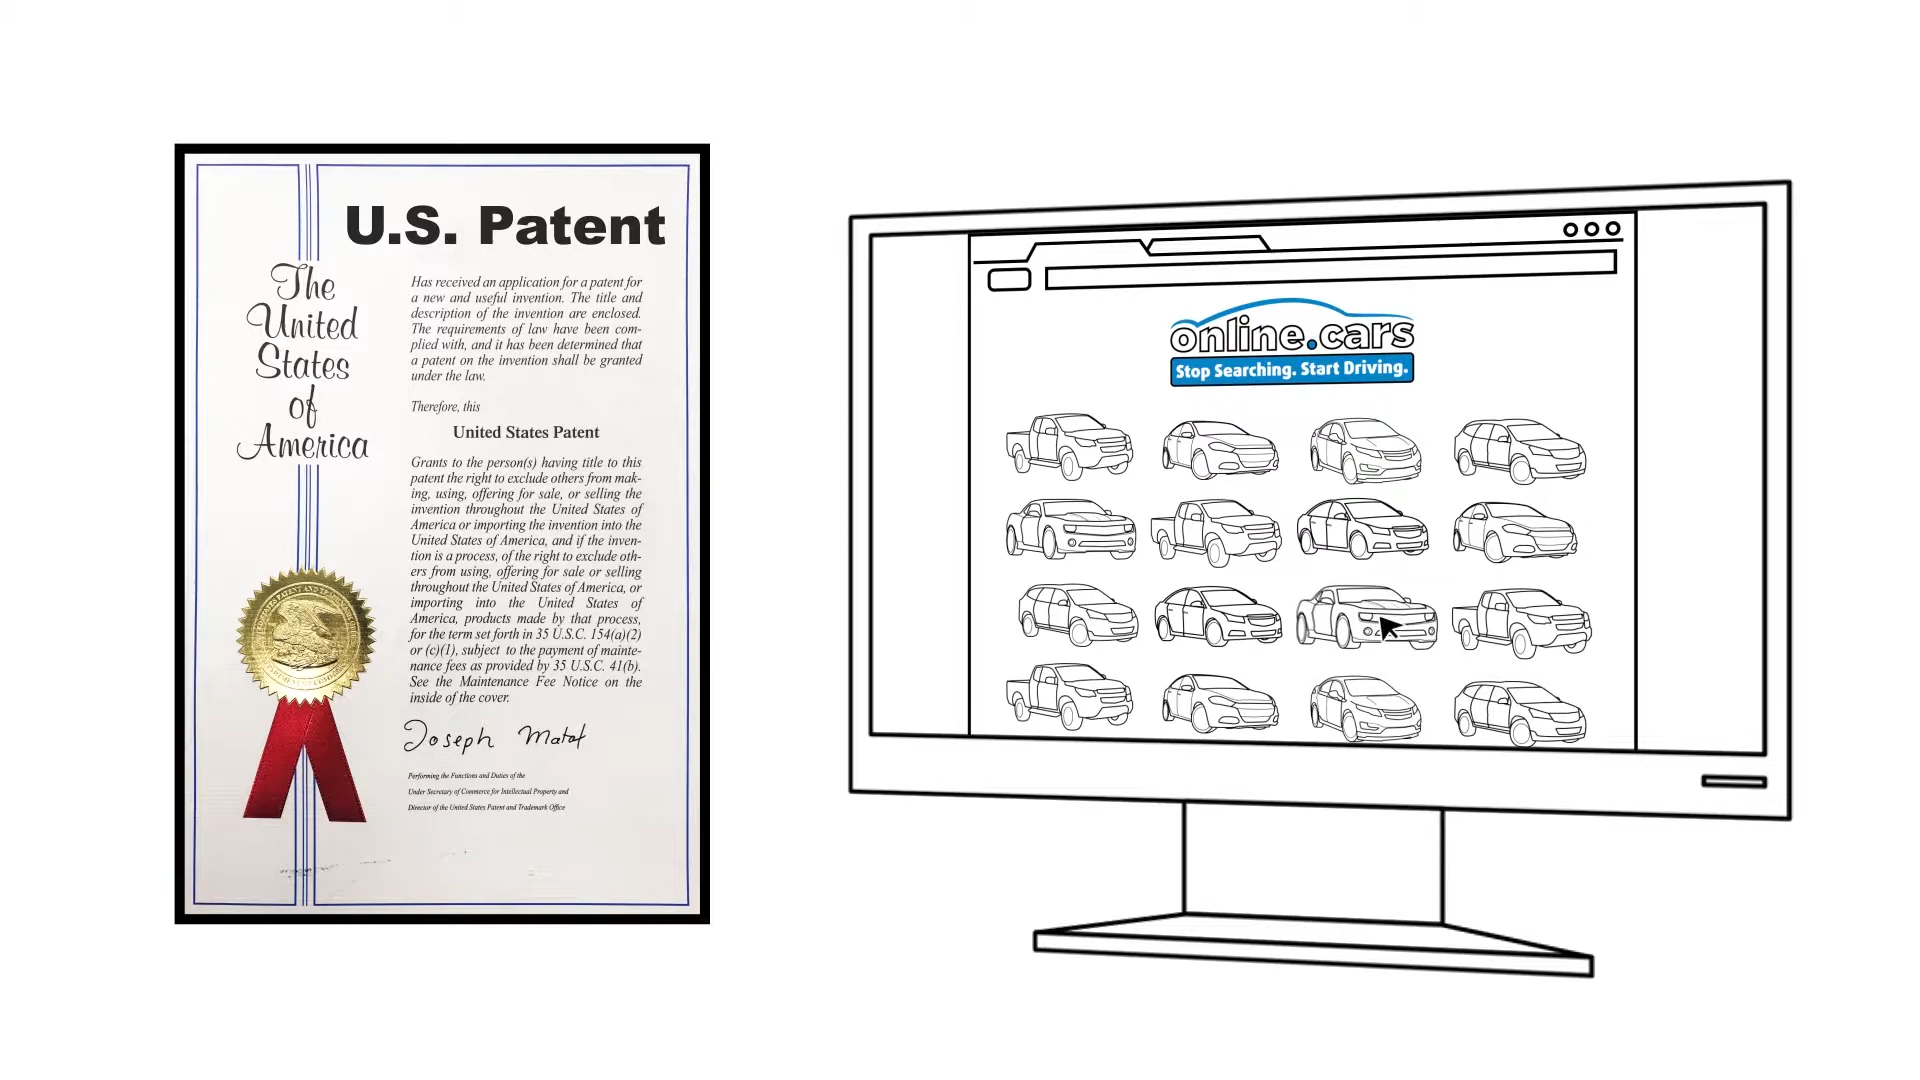 U.S. Patent
The
United
States
of
America
Has received an application for a patent for
a new and useful invention. The title and
description of the invention are enclosed.
The requirements of law have been com-
plied with, and it has been determined that
a patent on the invention shall be granted
under the law.
Therefore, this
United States Patent
Grants to the person(s) having title to this
patent the right to exclude others from mak-
ing, using, offering for sale, or selling the
invention throughout the United States of
America or importing the invention into the
United States of America, and if the inven-
tion is a process, of the right to exclude oth-
ers from using, offering for sale or selling
throughout the United States of America, or
importing into the United States of
America, products made by that process,
for the term set forth in 35 U.S.C. 154(a)(2)
or (c)(1), subject to the payment of mainte-
nance fees as provided by 35 U.S.C. 41(b).
See the Maintenance Fee Notice on the
inside of the cover.
Joseph Matal
Performing the Functions and Duties of the
Under Secretary of Commerce for Intellectual Property and
Director of the United States Patent and Trademark Office
online.cars
Stop Searching. Start Driving.